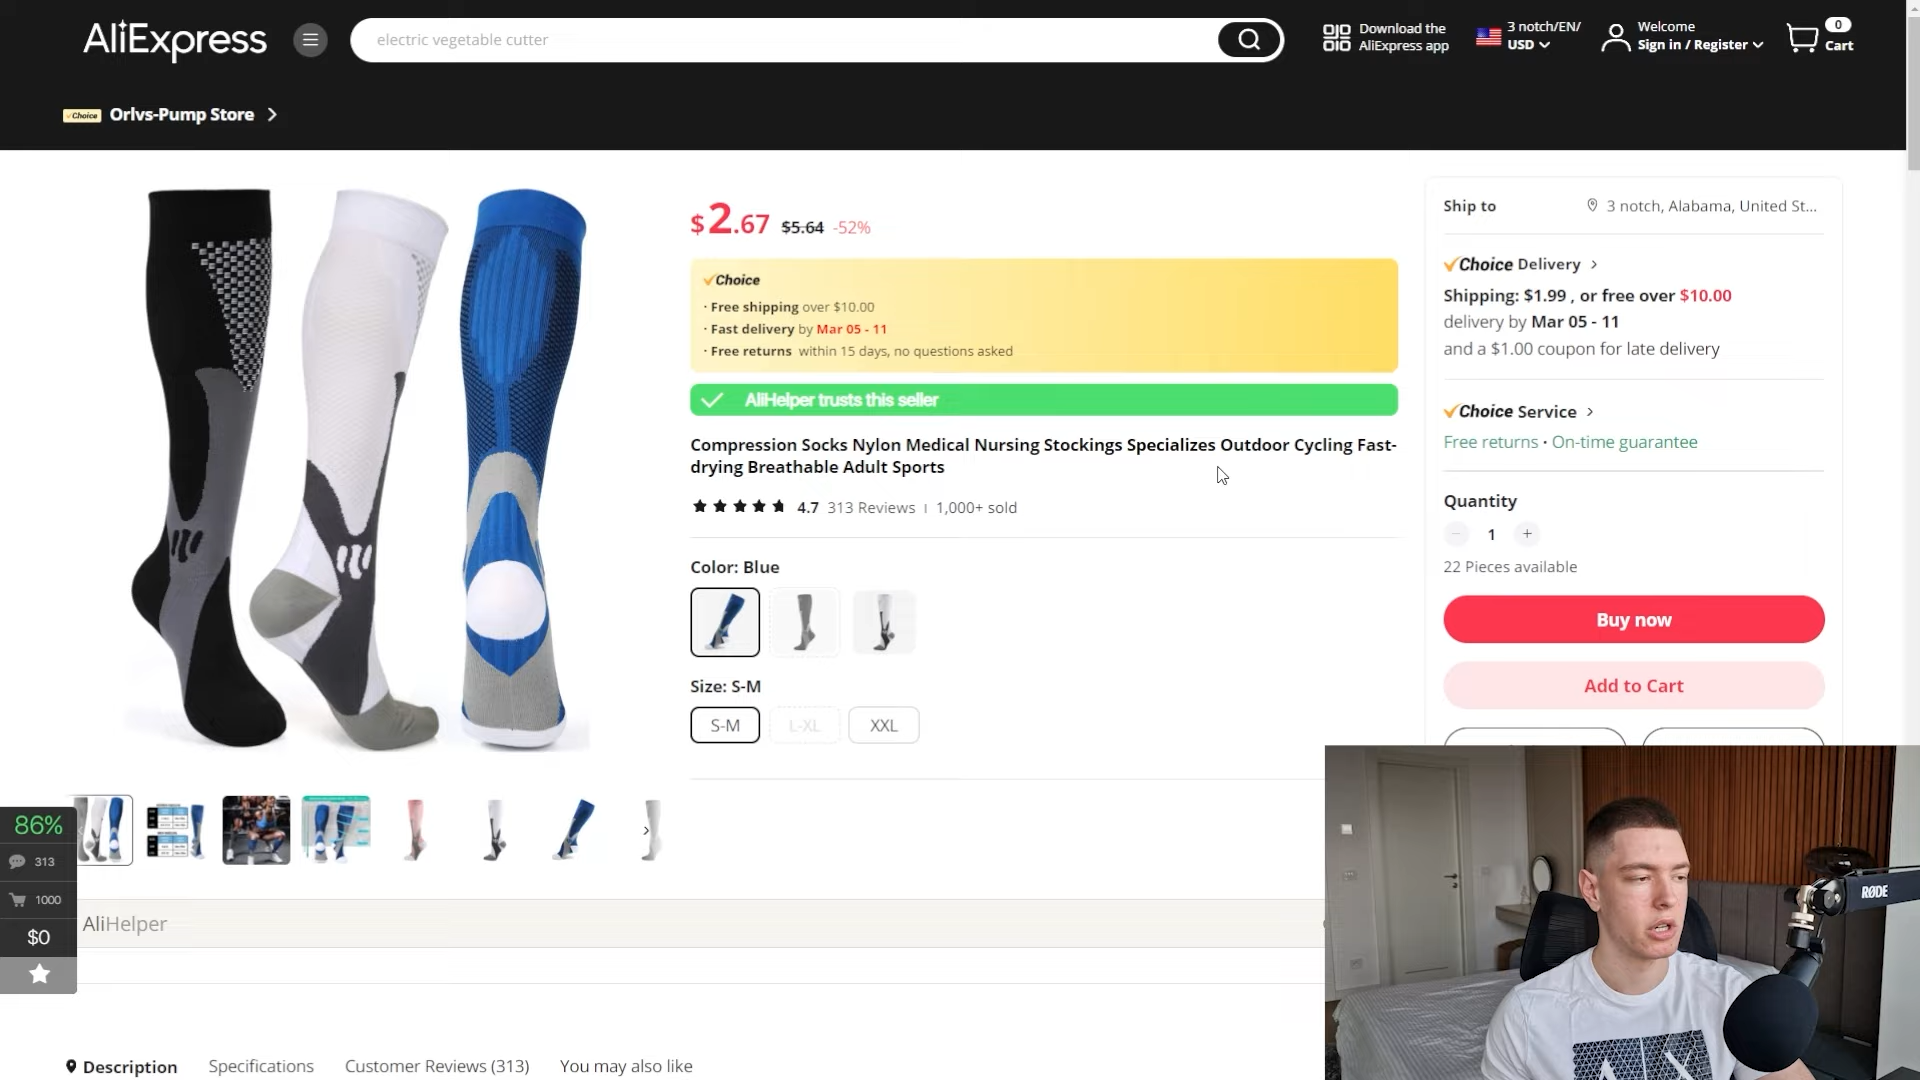 AliExpress
electric vegetable cutter
Download the
AliExpress app
3 notch/EN/
USD
Welcome
Sign in / Register
0
Cart
Choice
Orlvs-Pump Store
$2.67 $5.64 -52%
Choice
· Free shipping over $10.00
· Fast delivery by Mar 05 - 11
· Free returns within 15 days, no questions asked
AliHelper trusts this seller
Compression Socks Nylon Medical Nursing Stockings Specializes Outdoor Cycling Fast-
drying Breathable Adult Sports
4.7 313 Reviews | 1,000+ sold
Color: Blue
Size: S-M
S-M
L-XL
XXL
Ship to
3 notch, Alabama, United St...
Choice Delivery
Shipping: $1.99 , or free over $10.00
delivery by Mar 05 - 11
and a $1.00 coupon for late delivery
Choice Service
Free returns · On-time guarantee
Quantity
1
22 Pieces available
Buy now
Add to Cart
86%
313
1000
$0
AliHelper
Description
Specifications
Customer Reviews (313)
You may also like
RØDE